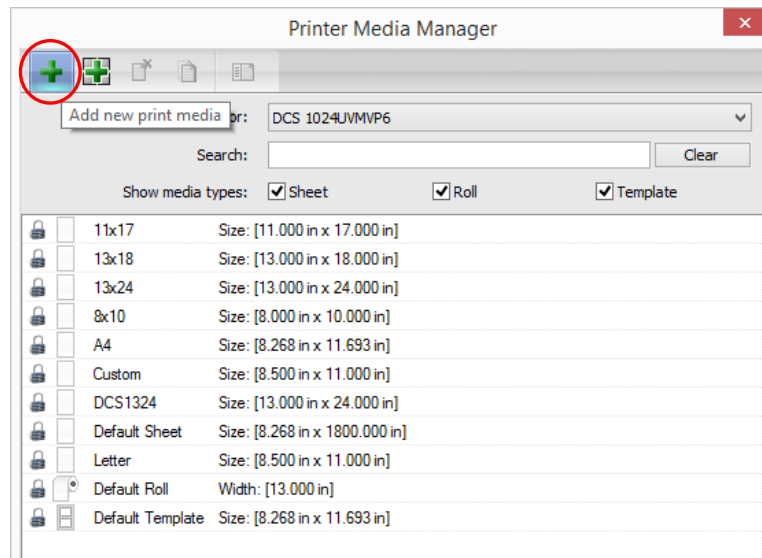 Printer Media Manager
Add new print media
or: DCS 1024UVMVP6
Search: Clear
Show media types: Sheet Roll Template
11x17 Size: [11.000 in x 17.000 in]
13x18 Size: [13.000 in x 18.000 in]
13x24 Size: [13.000 in x 24.000 in]
8x10 Size: [8.000 in x 10.000 in]
A4 Size: [8.268 in x 11.693 in]
Custom Size: [8.500 in x 11.000 in]
DCS1324 Size: [13.000 in x 24.000 in]
Default Sheet Size: [8.268 in x 1800.000 in]
Letter Size: [8.500 in x 11.000 in]
Default Roll Width: [13.000 in]
Default Template Size: [8.268 in x 11.693 in]